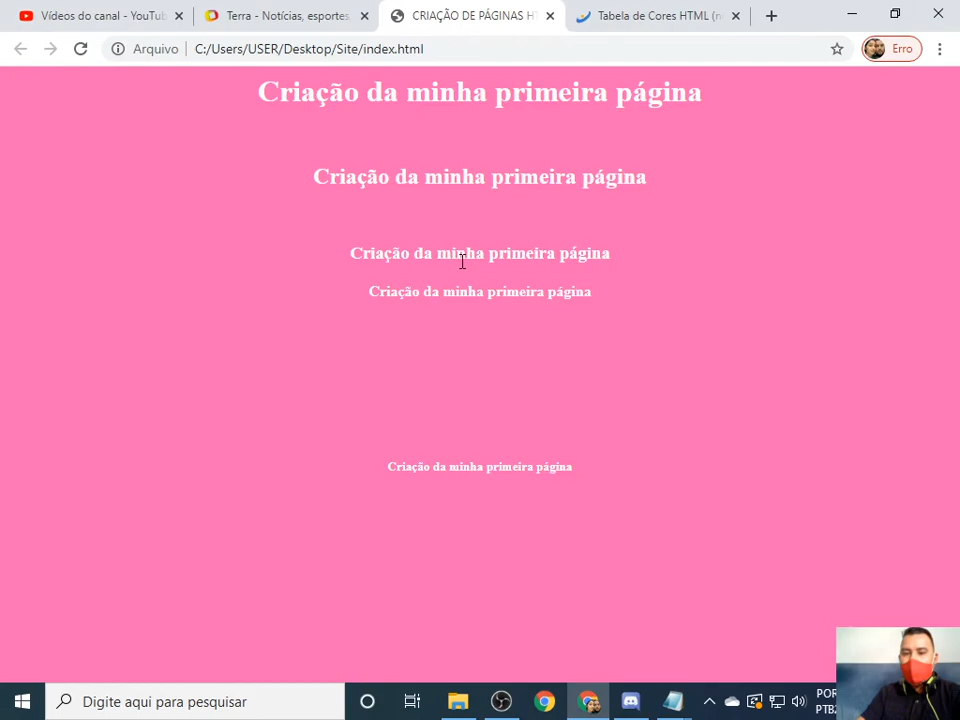 Vídeos do canal - YouTub
Terra - Notícias, esportes,
CRIAÇÃO DE PÁGINAS HT
Tabela de Cores HTML (n
Arquivo
C:/Users/USER/Desktop/Site/index.html
Erro
Criação da minha primeira página
Criação da minha primeira página
Criação da minha primeira página
Criação da minha primeira página
Criação da minha primeira página
Digite aqui para pesquisar
POR
PTB2